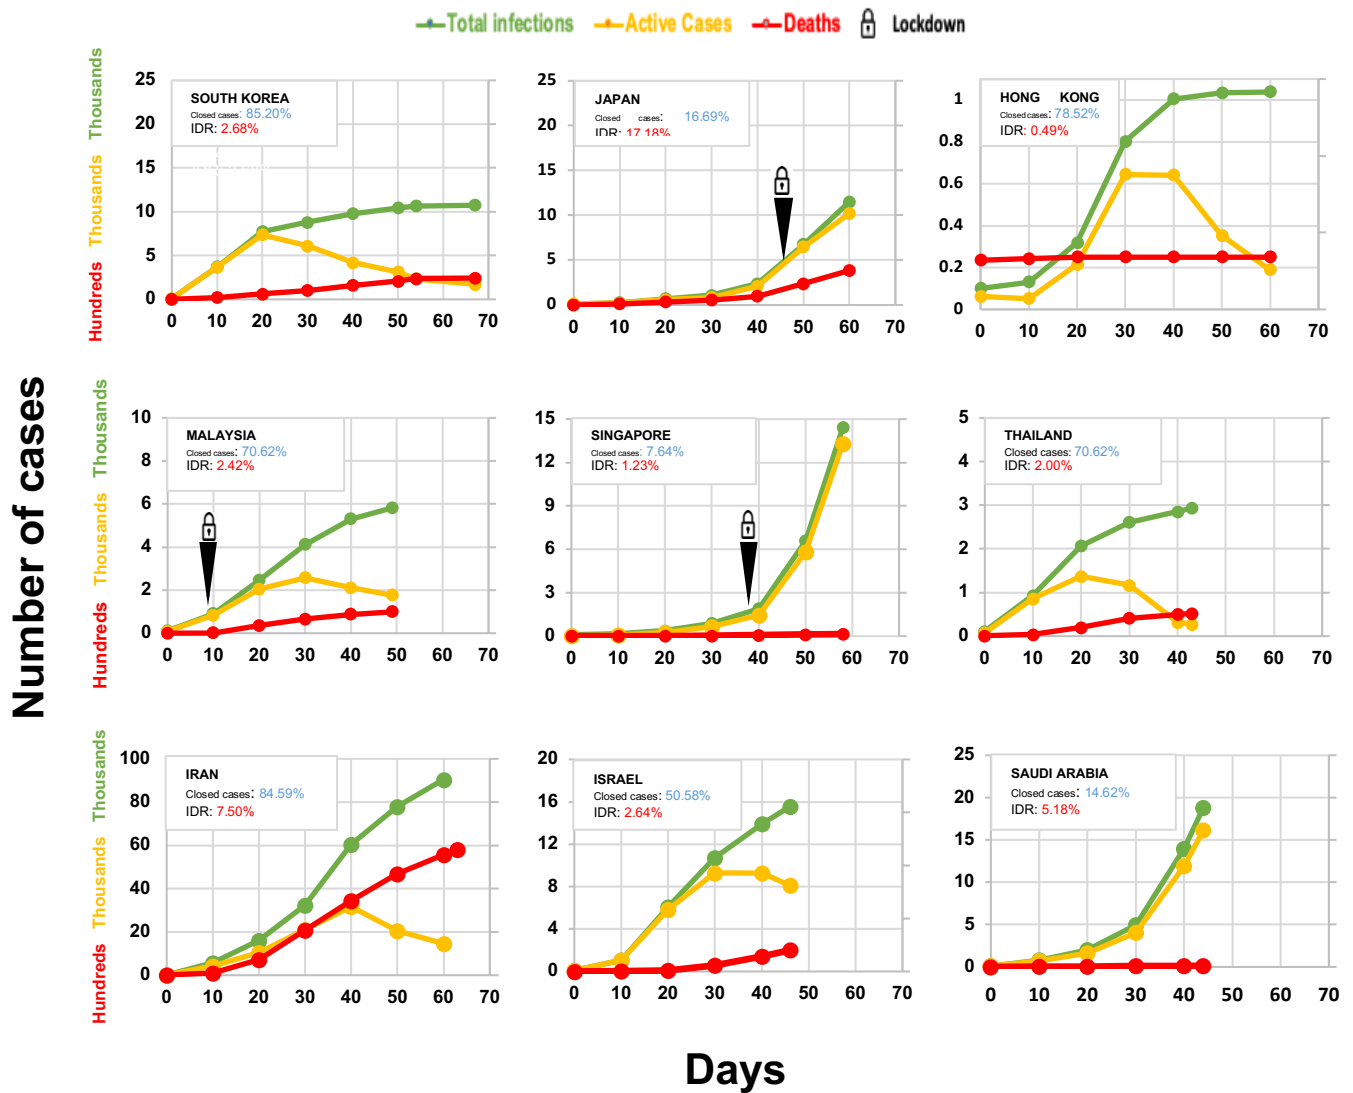 Total infections Active Cases Deaths Lockdown
Number of cases
Thousands
Thousands
Hundreds
25
20
15
10
5
0
0 10 20 30 40 50 60 70
SOUTH KOREA
Closed cases: 85.20%
IDR: 2.68%
25
20
15
10
5
0
0 10 20 30 40 50 60 70
JAPAN
Closed cases: 16.69%
IDR: 17.18%
1
0.8
0.6
0.4
0.2
0
0 10 20 30 40 50 60 70
HONG KONG
Closed cases: 78.52%
IDR: 0.49%
Thousands
Thousands
Hundreds
10
8
6
4
2
0
0 10 20 30 40 50 60 70
MALAYSIA
Closed cases: 70.62%
IDR: 2.42%
15
12
9
6
3
0
0 10 20 30 40 50 60 70
SINGAPORE
Closed cases: 7.64%
IDR: 1.23%
5
4
3
2
1
0
0 10 20 30 40 50 60 70
THAILAND
Closed cases: 70.62%
IDR: 2.00%
Thousands
Thousands
Hundreds
100
80
60
40
20
0
0 10 20 30 40 50 60 70
IRAN
Closed cases: 84.59%
IDR: 7.50%
20
16
12
8
4
0
0 10 20 30 40 50 60 70
ISRAEL
Closed cases: 50.58%
IDR: 2.64%
25
20
15
10
5
0
0 10 20 30 40 50 60 70
SAUDI ARABIA
Closed cases: 14.62%
IDR: 5.18%
Days